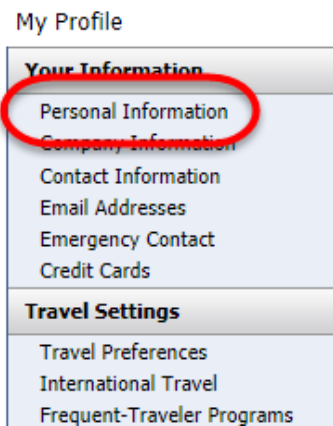 My Profile
Your Information
Personal Information
Company Information
Contact Information
Email Addresses
Emergency Contact
Credit Cards
Travel Settings
Travel Preferences
International Travel
Frequent-Traveler Programs